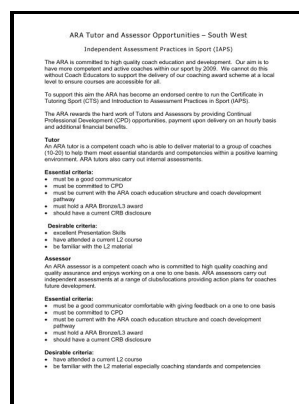 ARA Tutor and Assessor Opportunities – South West
Independent Assessment Practices in Sport (IAPS)
The ARA is committed to high quality coach education and development. Our aim is to
have more competent and active coaches within our sport by 2009. We cannot do this
without Coach Educators to support the delivery of our coaching award scheme at a local
level to ensure courses are accessible for all.
To support this aim the ARA has become an endorsed centre to run the Certificate in
Tutoring Sport (CTS) and Introduction to Assessment Practices in Sport (IAPS).
The ARA rewards the hard work of Tutors and Assessors by providing Continual
Professional Development (CPD) opportunities, payment upon delivery on an hourly basis
and additional financial benefits.
Tutor
An ARA tutor is a competent coach who is able to deliver material to a group of coaches
(10-20) to help them meet essential standards and competencies within a positive learning
environment. ARA tutors also carry out internal assessments.
Essential criteria:
• must be a good communicator
• must be committed to CPD
• must be current with the ARA coach education structure and coach development
pathway
• must hold a ARA Bronze/L3 award
• should have a current CRB disclosure
Desirable criteria:
• excellent Presentation Skills
• have attended a current L2 course
• be familiar with the L2 material
Assessor
An ARA assessor is a competent coach who is committed to high quality coaching and
quality assurance and enjoys working on a one to one basis. ARA assessors carry out
independent assessments at a range of clubs/locations providing action plans for coaches
future development.
Essential criteria:
• must be a good communicator comfortable with giving feedback on a one to one basis
• must be committed to CPD
• must be current with the ARA coach education structure and coach development
pathway
• must hold a ARA Bronze/L3 award
• should have a current CRB disclosure
Desirable criteria:
• have attended a current L2 course
• be familiar with the L2 material especially coaching standards and competencies